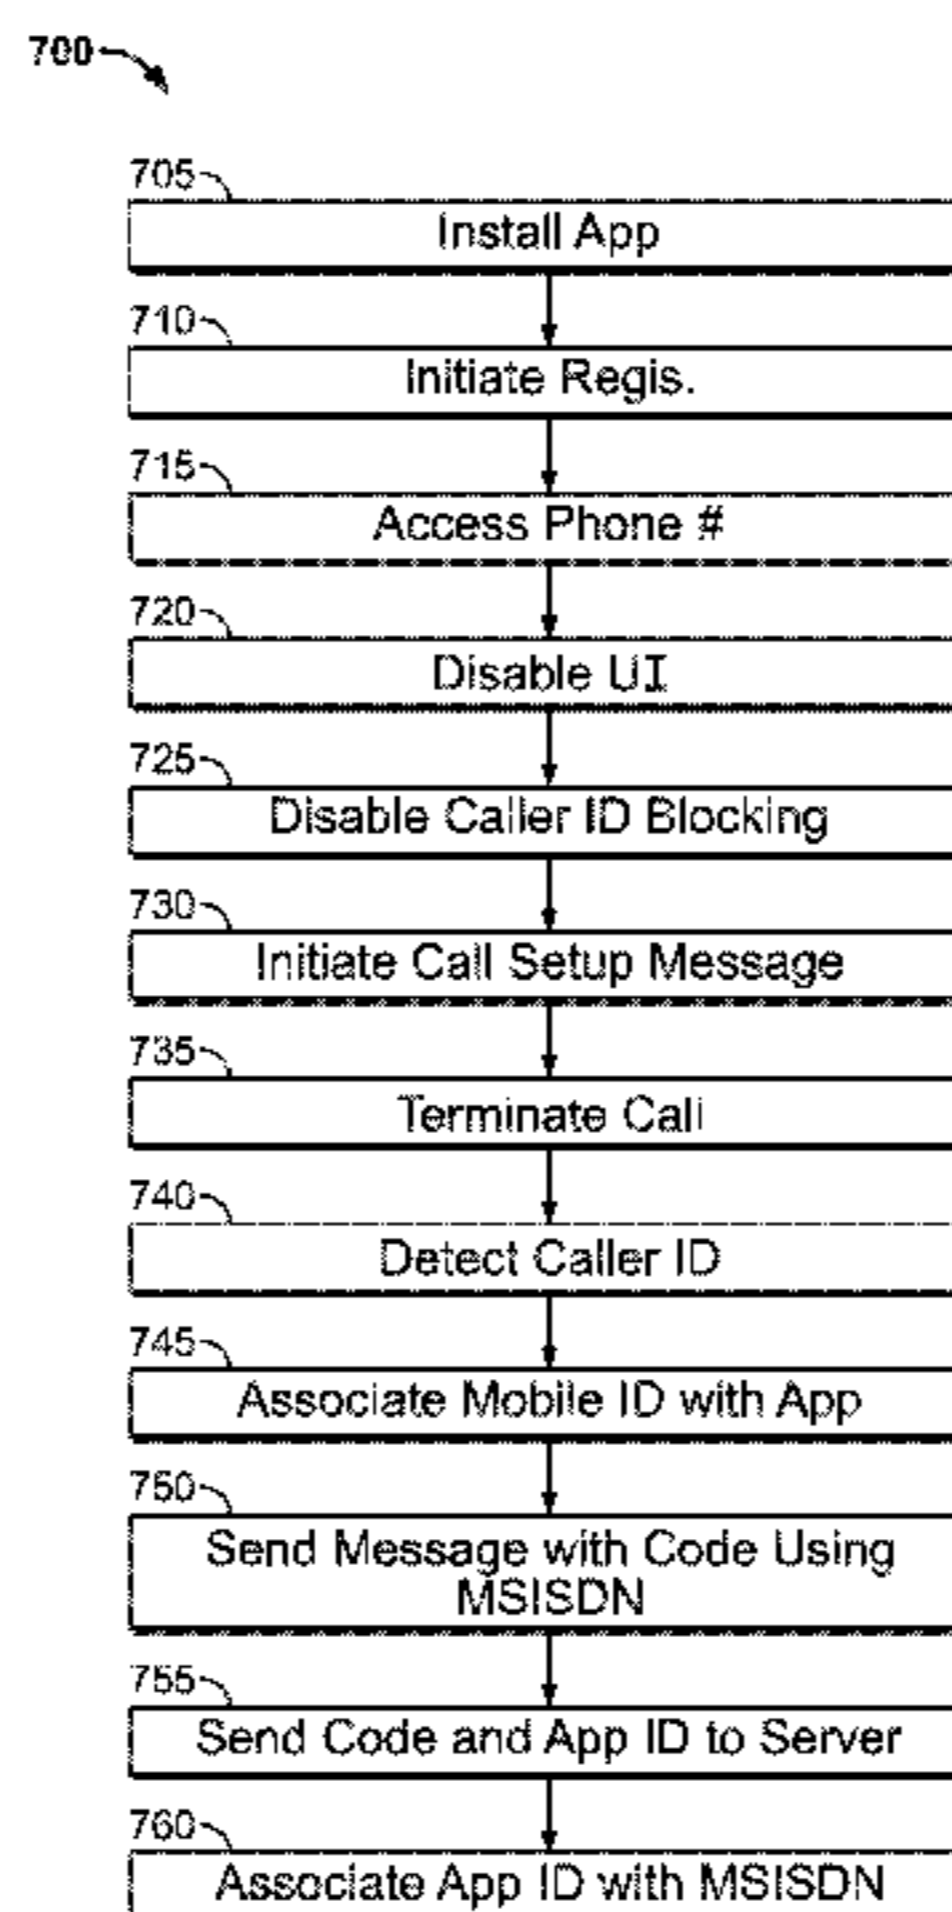 700
705
Install App
710
Initiate Regis.
715
Access Phone #
720
Disable UI
725
Disable Caller ID Blocking
730
Initiate Call Setup Message
735
Terminate Call
740
Detect Caller ID
745
Associate Mobile ID with App
750
Send Message with Code Using
MSISDN
755
Send Code and App ID to Server
760
Associate App ID with MSISDN